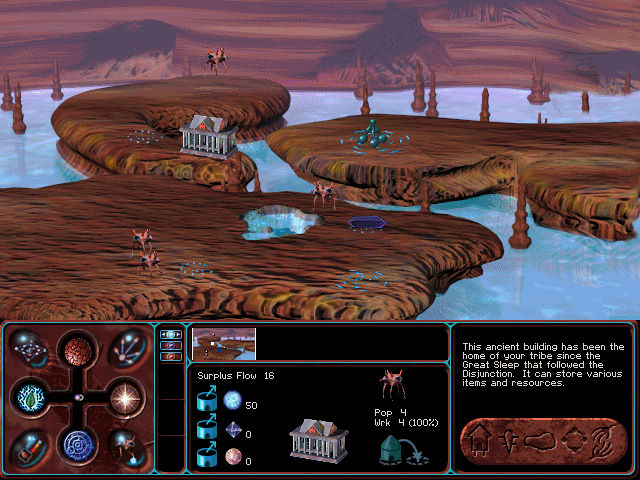 This ancient building has been the
home of your tribe since the
Great Sleep that followed the
Disjunction. It can store various
items and resources.
Surplus Flow 16
50
0
0
Pop 4
Wrk 4 (100%)